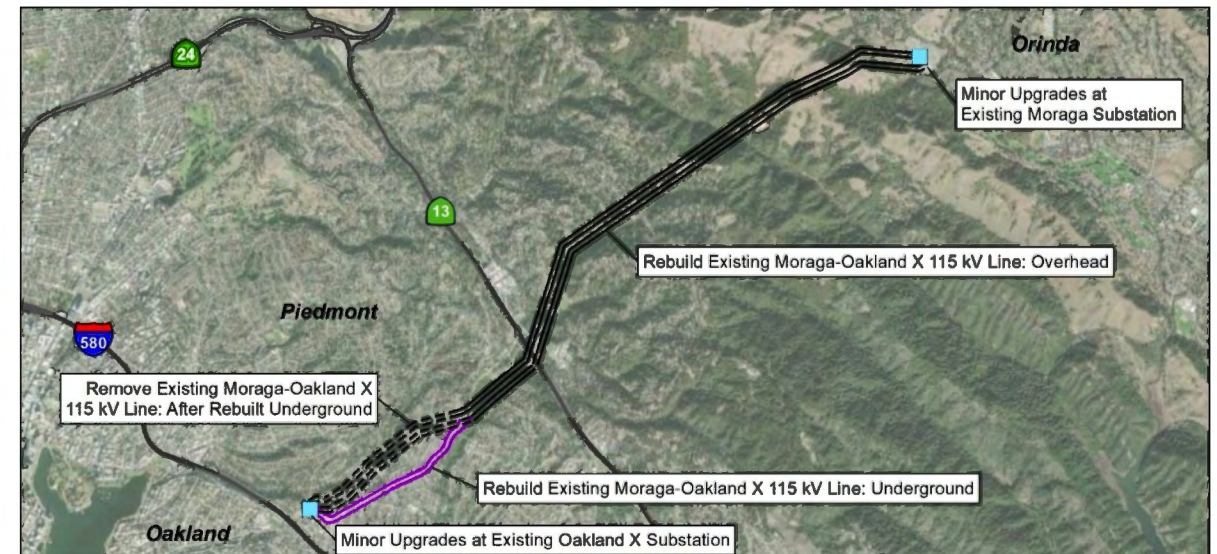 24
Orinda
Minor Upgrades at
Existing Moraga Substation
13
Rebuild Existing Moraga-Oakland X 115 kV Line: Overhead
Piedmont
580
Remove Existing Moraga-Oakland X
115 kV Line: After Rebuilt Underground
Rebuild Existing Moraga-Oakland X 115 kV Line: Underground
Oakland
Minor Upgrades at Existing Oakland X Substation